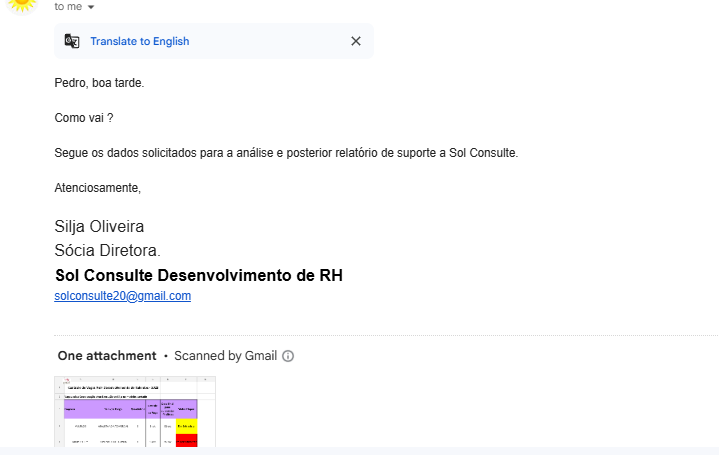 to me
Translate to English
Pedro, boa tarde.
Como vai ?
Segue os dados solicitados para a análise e posterior relatório de suporte a Sol Consulte.
Atenciosamente,
Silja Oliveira
Sócia Diretora.
Sol Consulte Desenvolvimento de RH
solconsulte20@gmail.com
One attachment • Scanned by Gmail